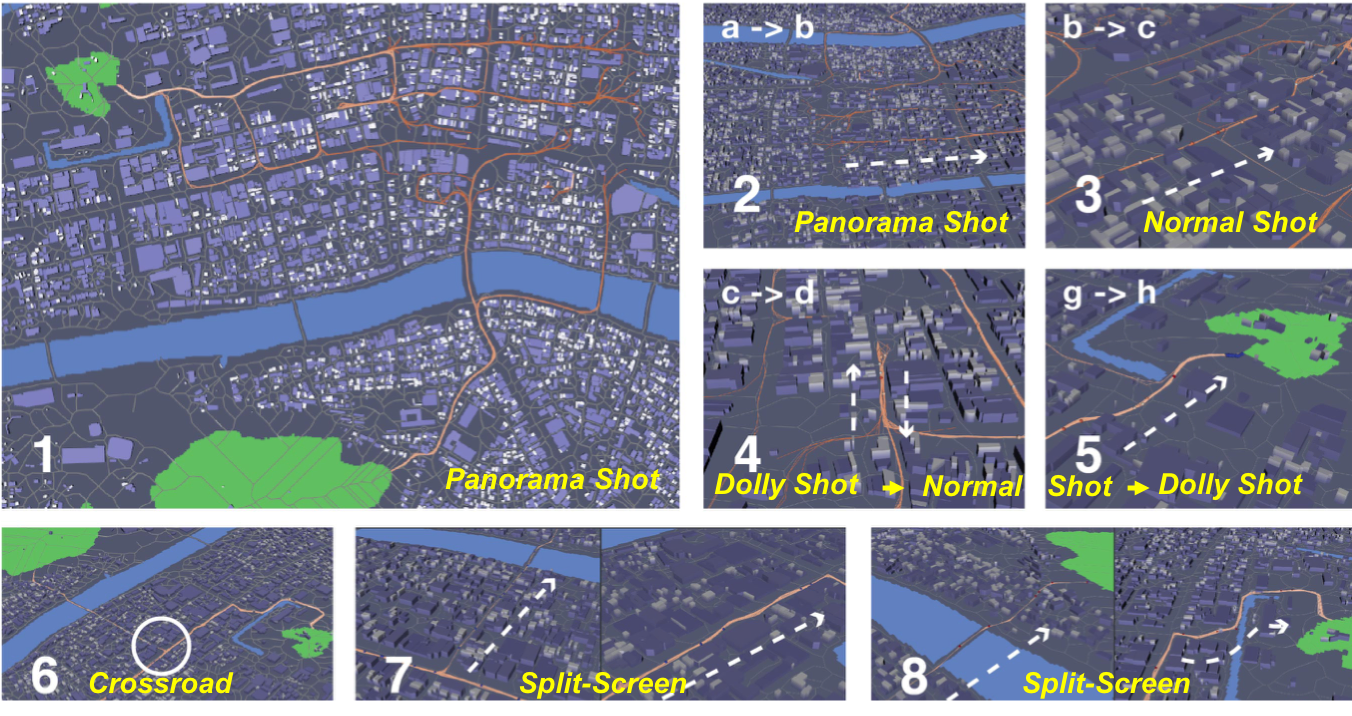 1
Panorama Shot
a -> b
2
Panorama Shot
b -> c
3
Normal Shot
c -> d
4
Dolly Shot → Normal Shot → Dolly Shot
g -> h
5
6
Crossroad
7
Split-Screen
8
Split-Screen